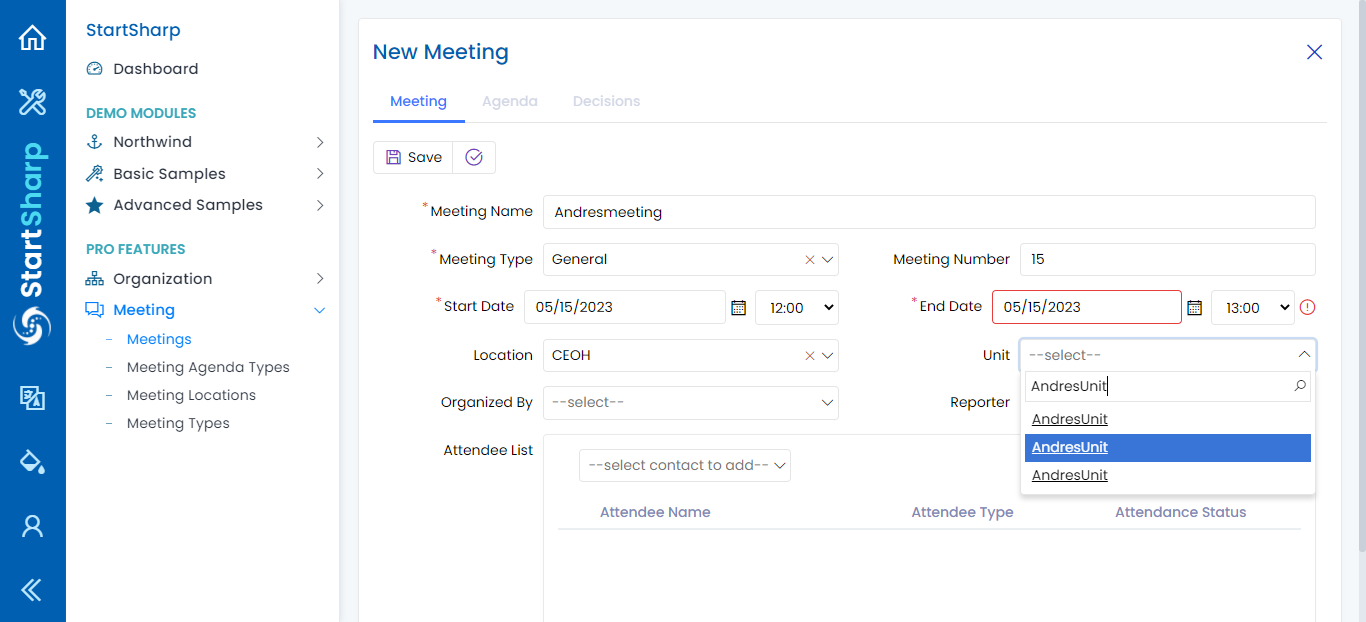 StartSharp
StartSharp
Dashboard
DEMO MODULES
Northwind
Basic Samples
Advanced Samples
PRO FEATURES
Organization
Meeting
– Meetings
– Meeting Agenda Types
– Meeting Locations
– Meeting Types
New Meeting
Meeting Agenda Decisions
Save
*Meeting Name Andresmeeting
*Meeting Type General Meeting Number 15
*Start Date 05/15/2023 12:00 *End Date 05/15/2023 13:00
Location CEOH Unit --select--
AndresUnit
Organized By --select-- Reporter
AndresUnit
AndresUnit
AndresUnit
Attendee List --select contact to add--
Attendee Name Attendee Type Attendance Status